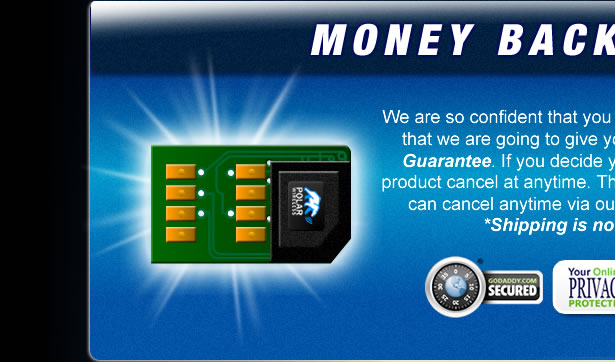 MONEY BACK
We are so confident that you
that we are going to give yo
Guarantee. If you decide y
product cancel at anytime. Th
can cancel anytime via ou
*Shipping is no
POLAR
GODADDY.COM
SECURED
Your Onlin
PRIVAC
PROTECTI